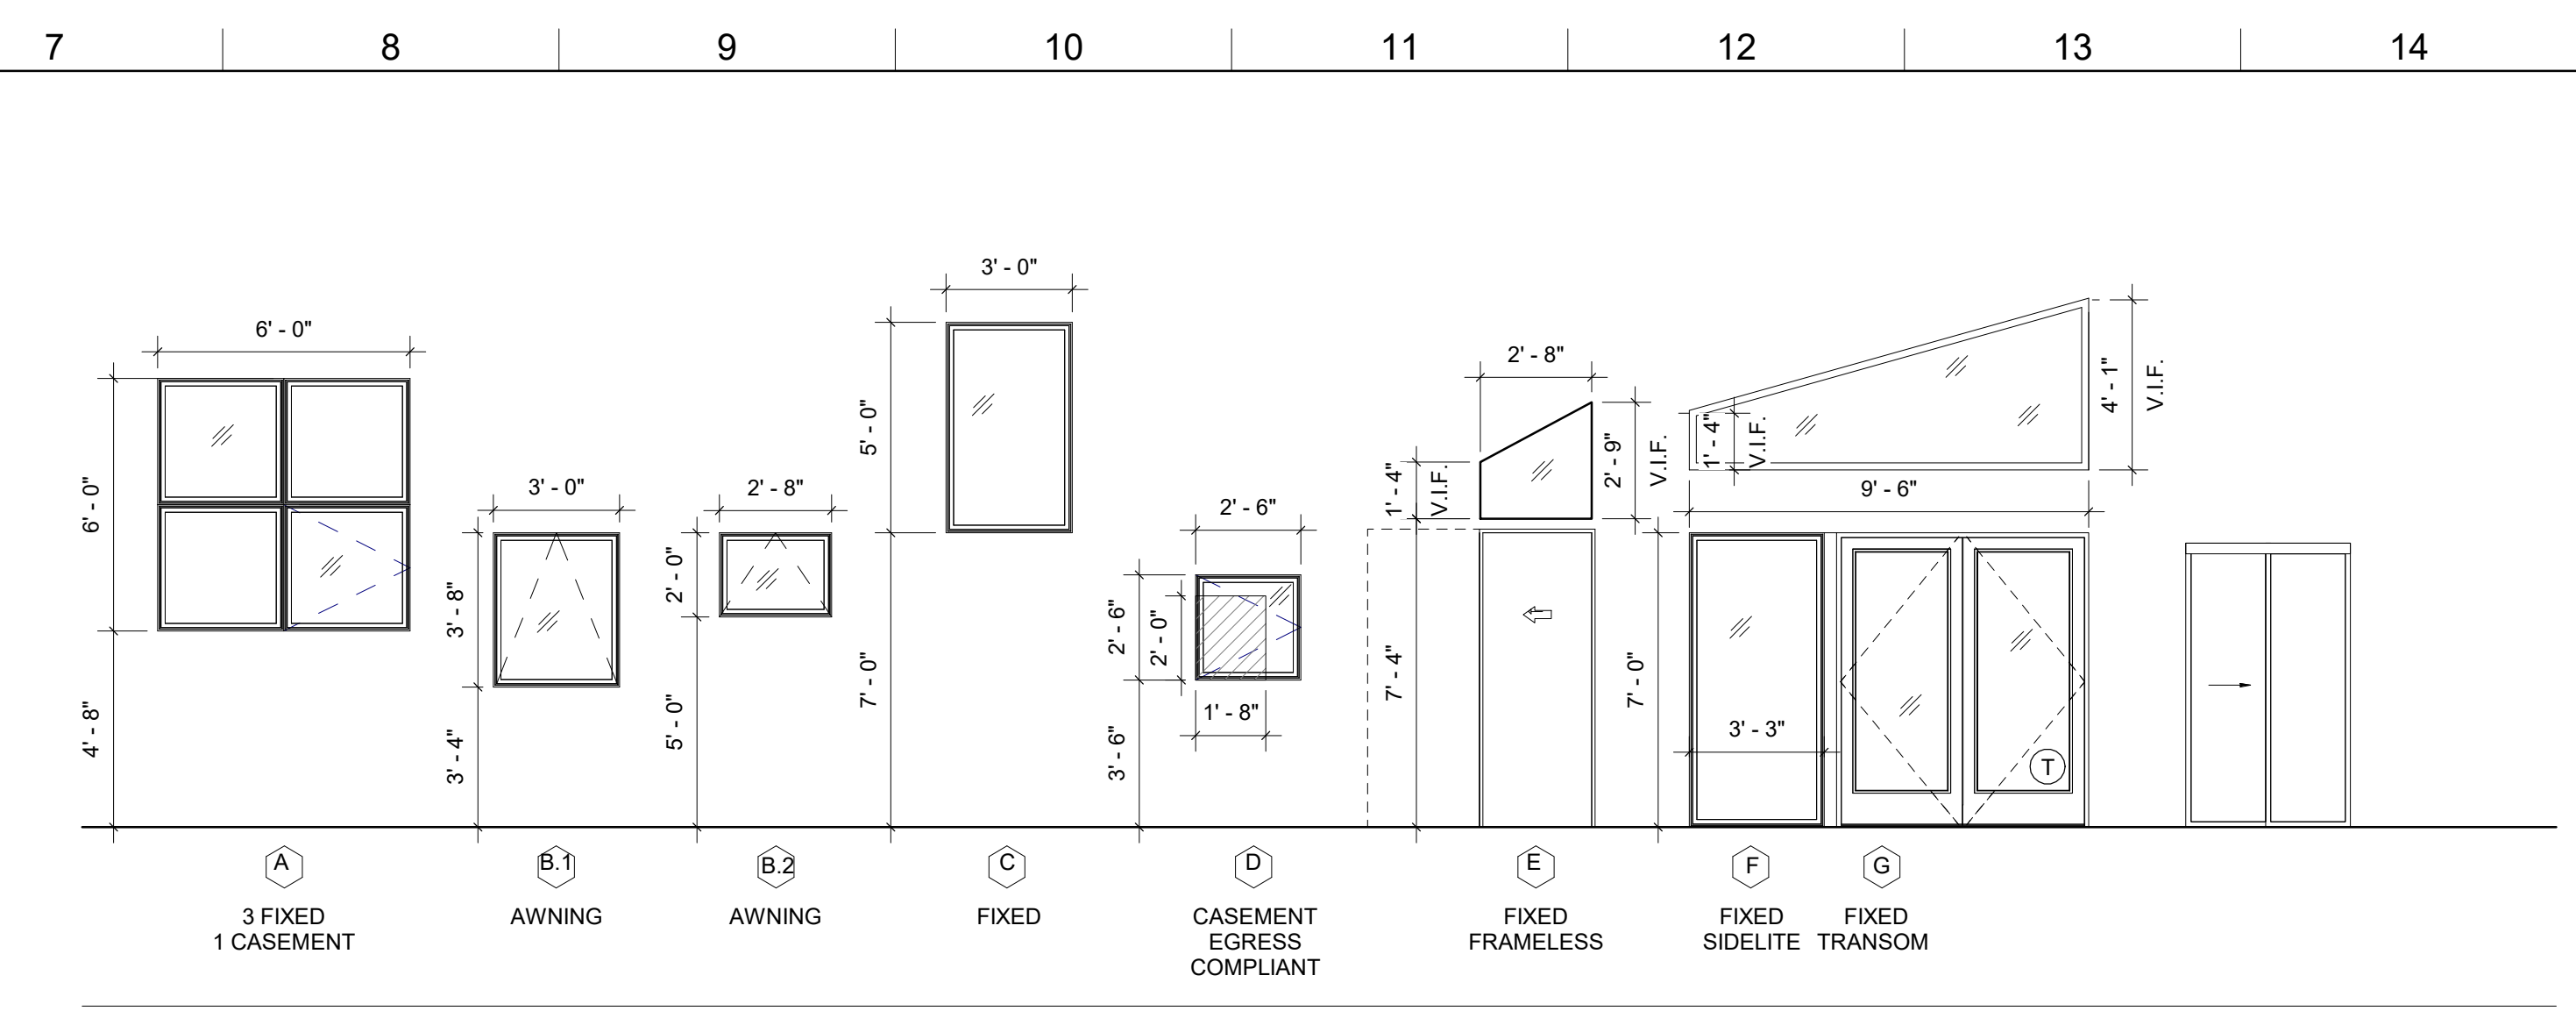 7
8
9
10
11
12
13
14
6' - 0"
6' - 0"
4' - 8"
3' - 0"
3' - 8"
3' - 4"
2' - 8"
2' - 0"
5' - 0"
3' - 0"
5' - 0"
7' - 0"
2' - 6"
2' - 6"
2' - 0"
1' - 8"
3' - 6"
2' - 8"
1' - 4"
V.I.F.
2' - 9"
V.I.F.
7' - 4"
1' - 4"
V.I.F.
4' - 1"
V.I.F.
9' - 6"
7' - 0"
3' - 3"
T
A
B.1
B.2
C
D
E
F
G
3 FIXED
1 CASEMENT
AWNING
AWNING
FIXED
CASEMENT
EGRESS
COMPLIANT
FIXED
FRAMELESS
FIXED
SIDELITE
FIXED
TRANSOM